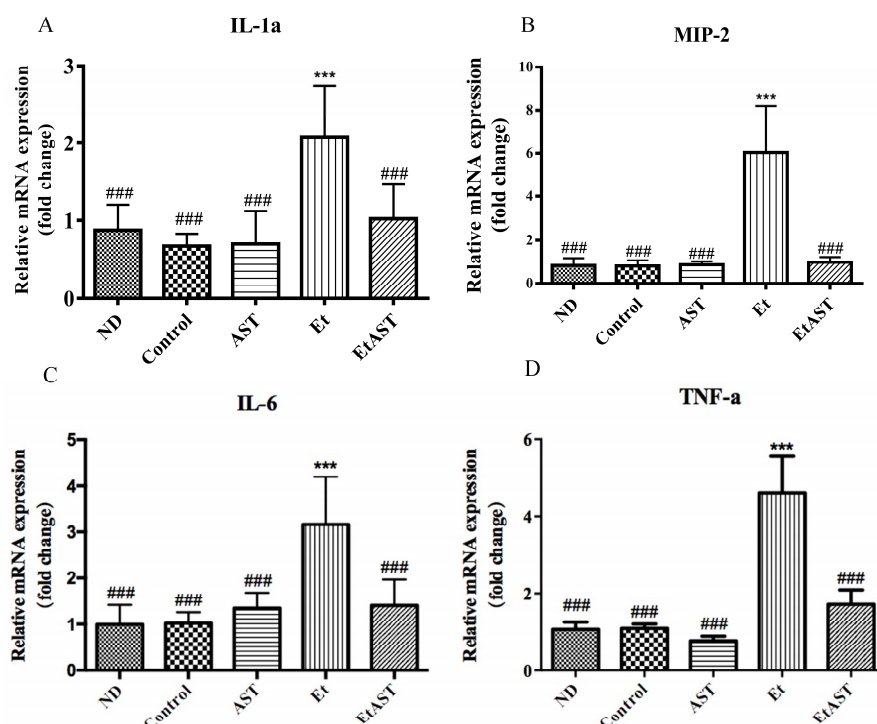 A
IL-1a
Relative mRNA expression
(fold change)
3
2
1
0
***
###
###
###
###
ND
Control
AST
Et
EtAST
B
MIP-2
Relative mRNA expression
(fold change)
10
8
6
4
2
0
***
###
###
###
###
ND
Control
AST
Et
EtAST
C
IL-6
Relative mRNA expression
(fold change)
5
4
3
2
1
0
***
###
###
###
###
ND
Control
AST
Et
EtAST
D
TNF-a
Relative mRNA expression
(fold change)
6
4
2
0
***
###
###
###
###
ND
Control
AST
Et
EtAST